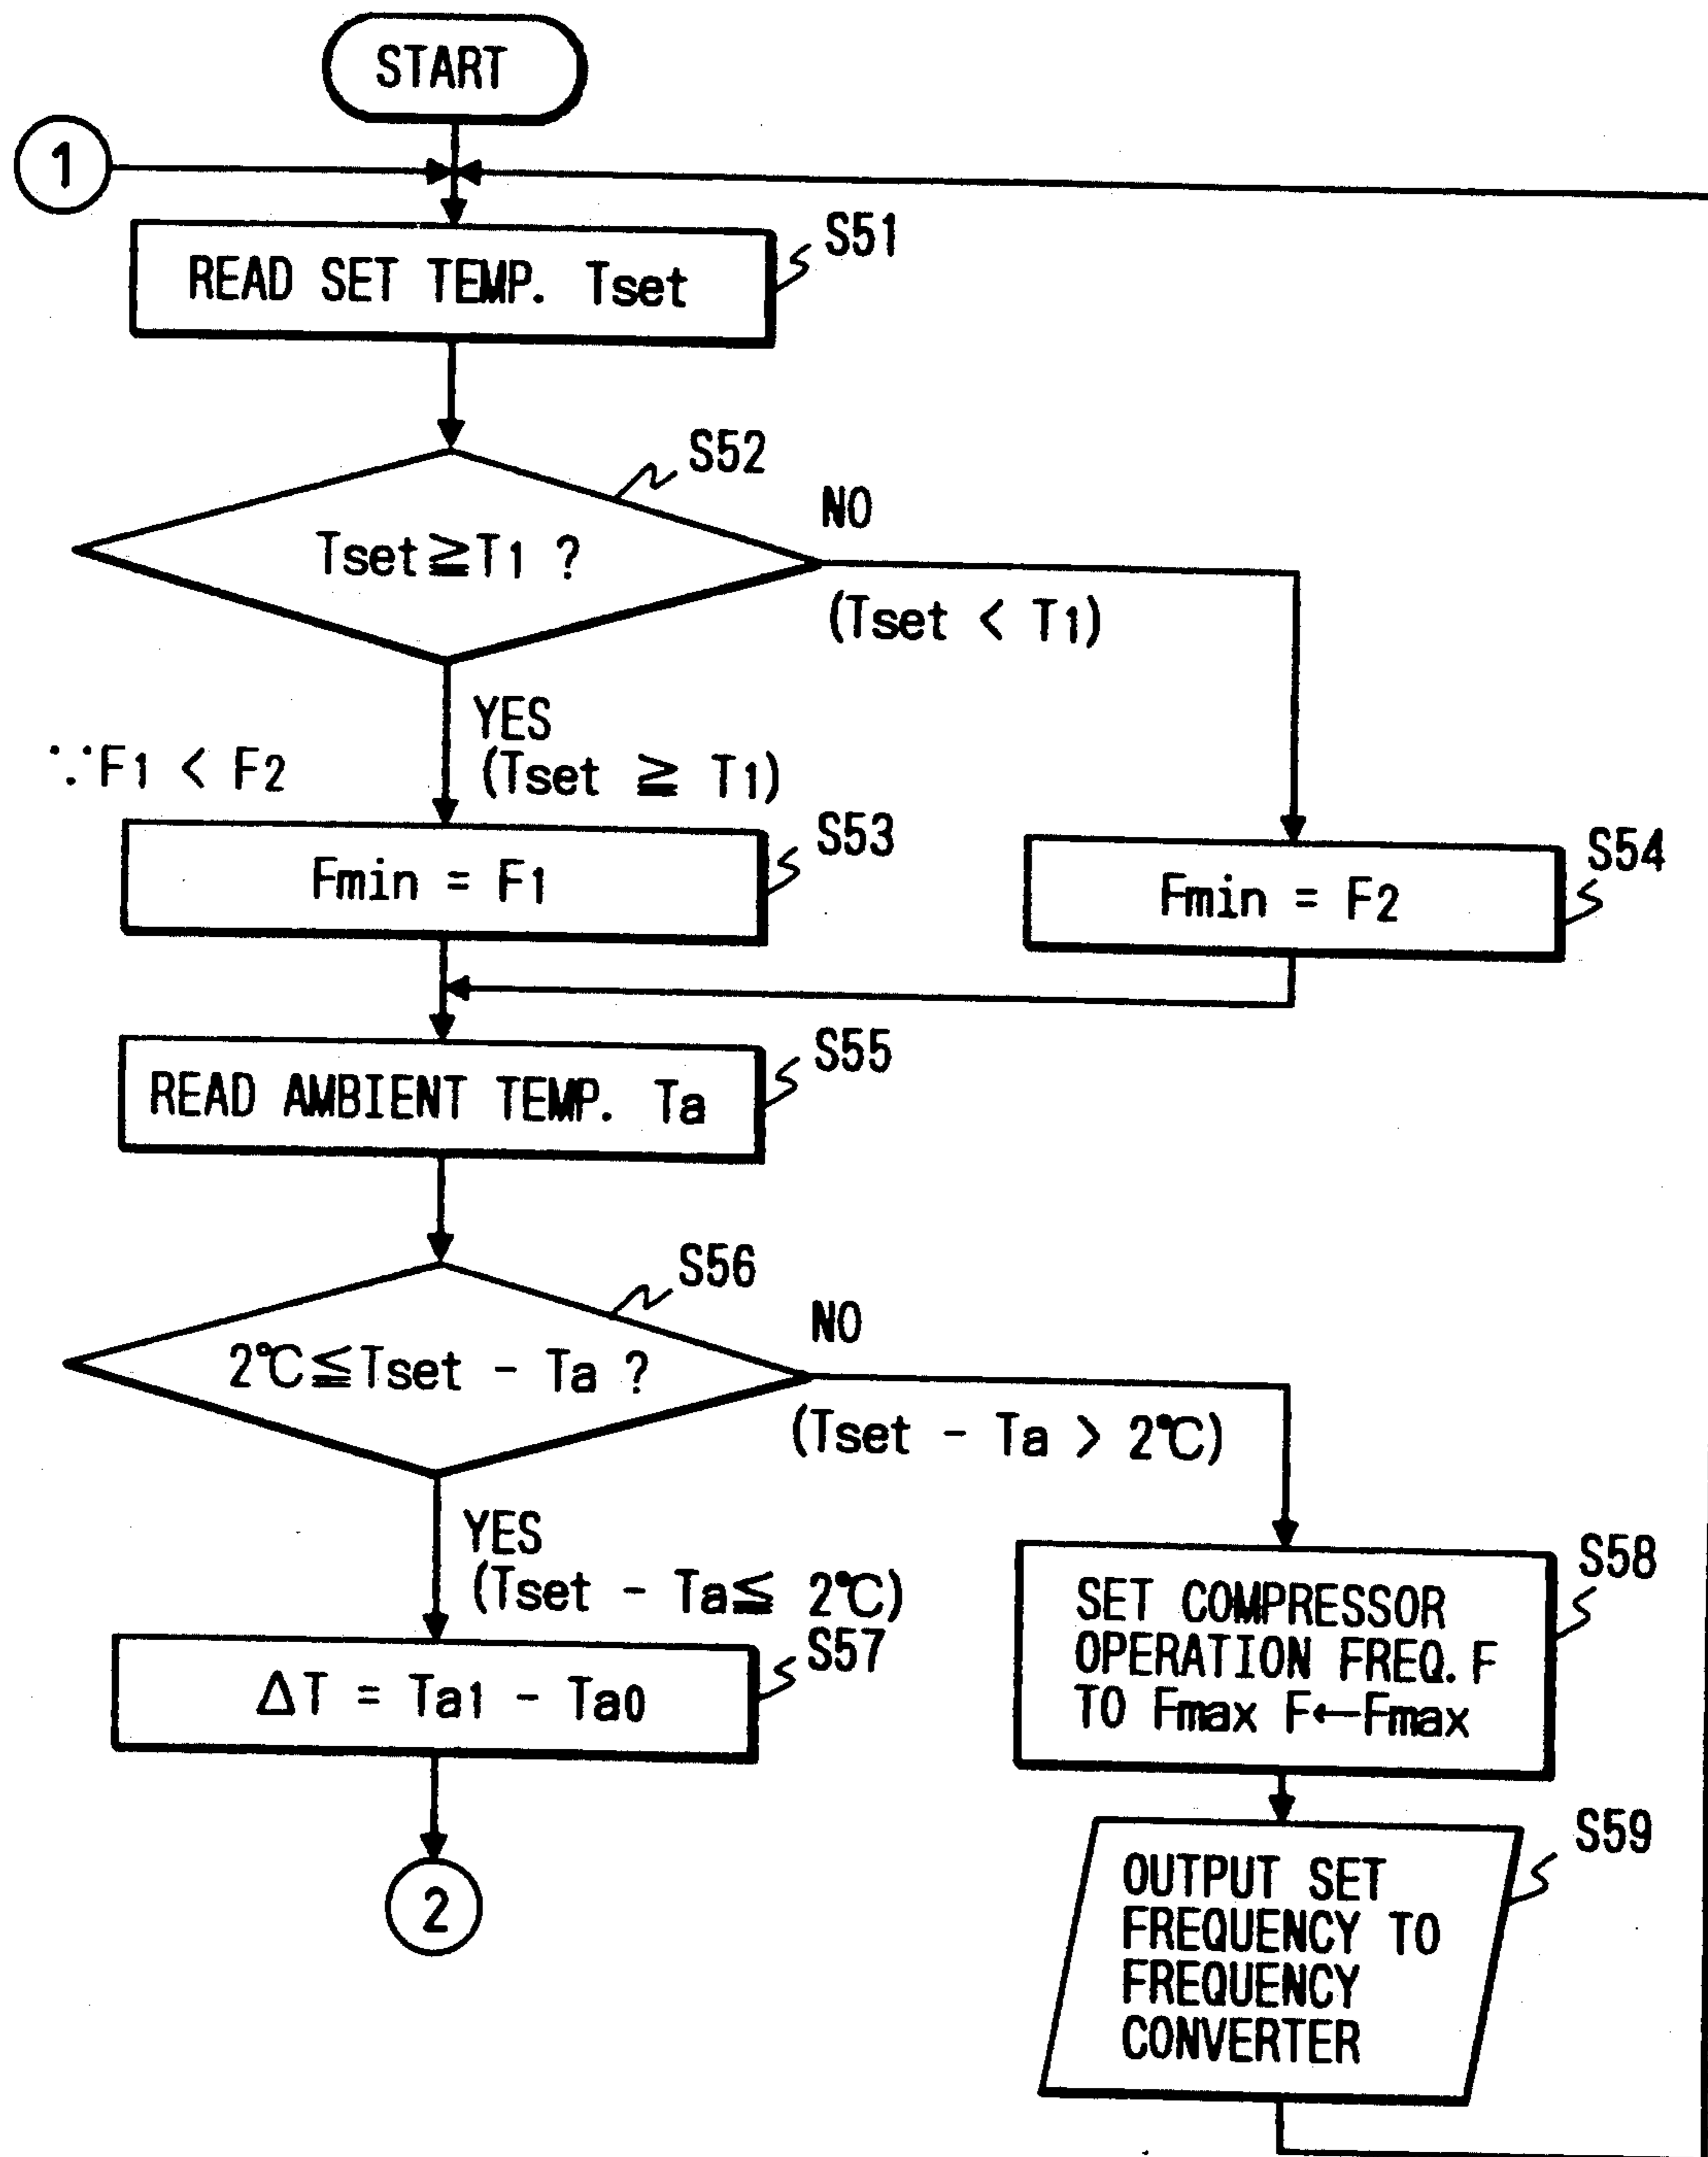 START
1
READ SET TEMP. Tset
S51
S52
Tset≧T1 ?
NO
(Tset < T1)
YES
(Tset ≧ T1)
∵F1 < F2
S53
Fmin = F1
S54
Fmin = F2
S55
READ AMBIENT TEMP. Ta
S56
2℃≦Tset - Ta ?
NO
(Tset - Ta > 2℃)
YES
(Tset - Ta≦ 2℃)
S57
ΔT = Ta1 - Ta0
S58
SET COMPRESSOR
OPERATION FREQ. F
TO Fmax F←Fmax
S59
OUTPUT SET
FREQUENCY TO
FREQUENCY
CONVERTER
2